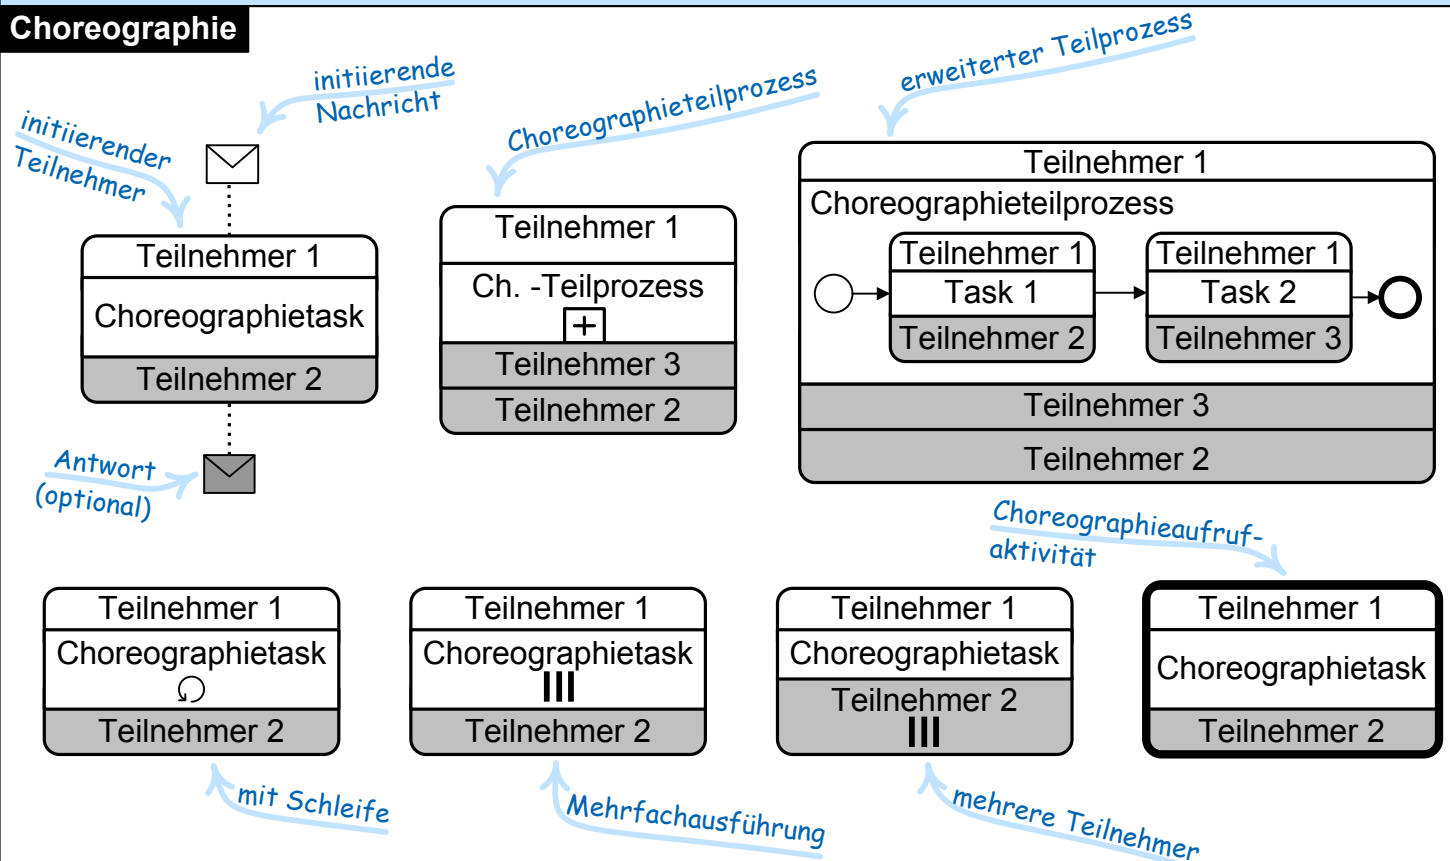 Choreographie
initiierender
Teilnehmer
initiierende
Nachricht
Teilnehmer 1
Choreographietask
Teilnehmer 2
Antwort
(optional)
Choreographieteilprozess
Teilnehmer 1
Ch. -Teilprozess
Teilnehmer 3
Teilnehmer 2
erweiterter Teilprozess
Teilnehmer 1
Choreographieteilprozess
Teilnehmer 1
Task 1
Teilnehmer 2
Teilnehmer 1
Task 2
Teilnehmer 3
Teilnehmer 3
Teilnehmer 2
Teilnehmer 1
Choreographietask
Teilnehmer 2
mit Schleife
Teilnehmer 1
Choreographietask
Teilnehmer 2
Mehrfachausführung
Teilnehmer 1
Choreographietask
Teilnehmer 2
mehrere Teilnehmer
Choreographieaufruf-
aktivität
Teilnehmer 1
Choreographietask
Teilnehmer 2